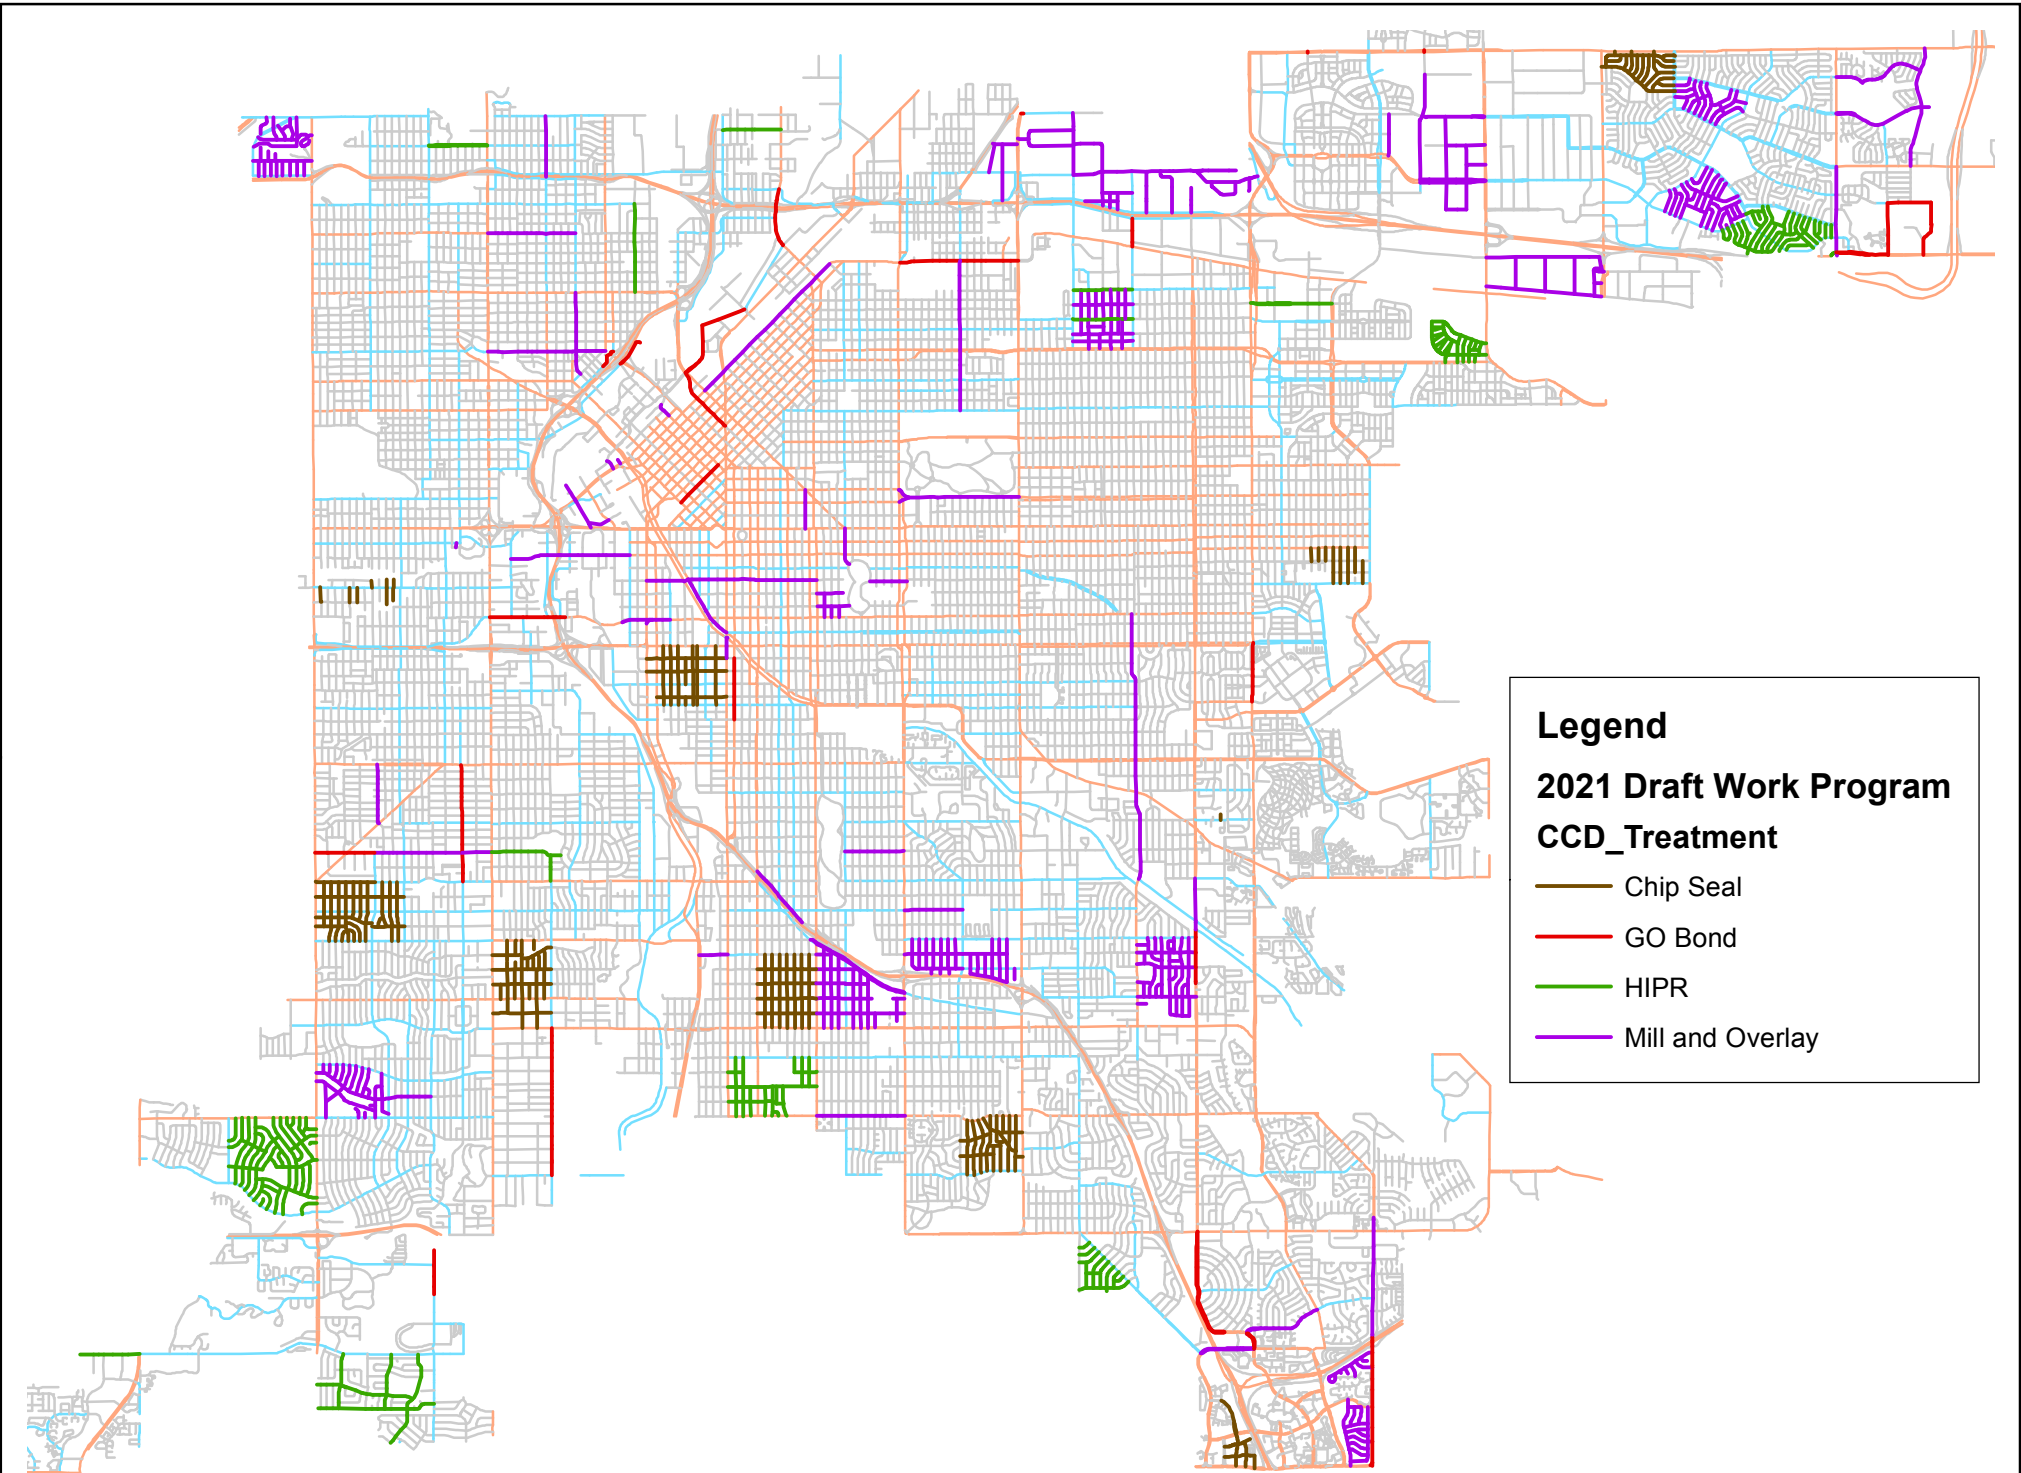 Legend
2021 Draft Work Program
CCD_Treatment
Chip Seal
GO Bond
HIPR
Mill and Overlay